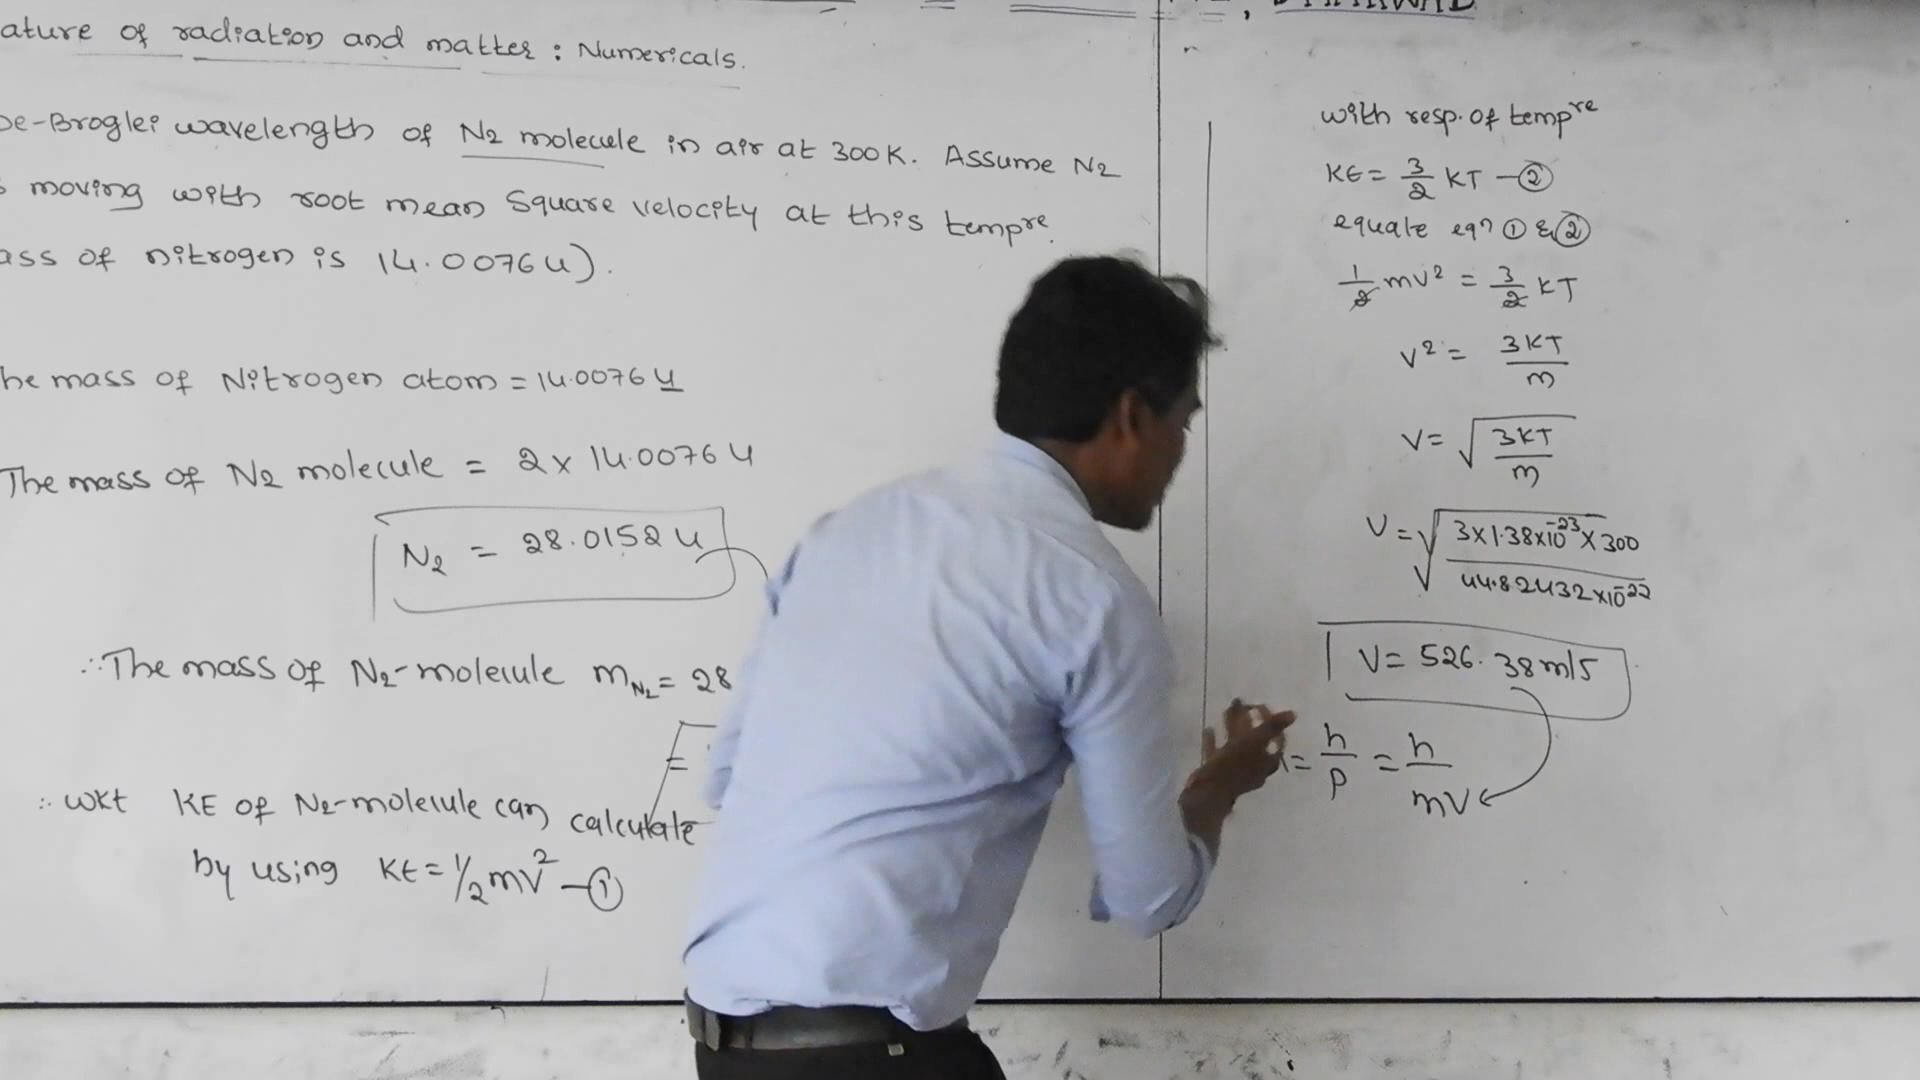 ature of radiation and matter : Numericals.
De-Broglei wavelength of N2 molecule in air at 300K. Assume N2
s moving with root mean Square velocity at this tempre.
ass of nitrogen is 14.0076u).
he mass of Nitrogen atom = 14.0076 u
The mass of N2 molecule = 2 x 14.0076 u
N2 = 28.0152 u
∴ The mass of N2-molecule mN2 = 28
=
∴ WKT KE of N2-molecule can calculate
by using KE = 1/2 mV² — ①
with resp. of tempre
KE = 3/2 KT — ②
equate eqn ① & ②
1/2 mv² = 3/2 KT
v² = 3KT/m
v = √(3KT/m)
v = √(3x1.38x10⁻²³x300/44.82432x10⁻²²)
V = 526.38 m/s
= h/p = h/mv